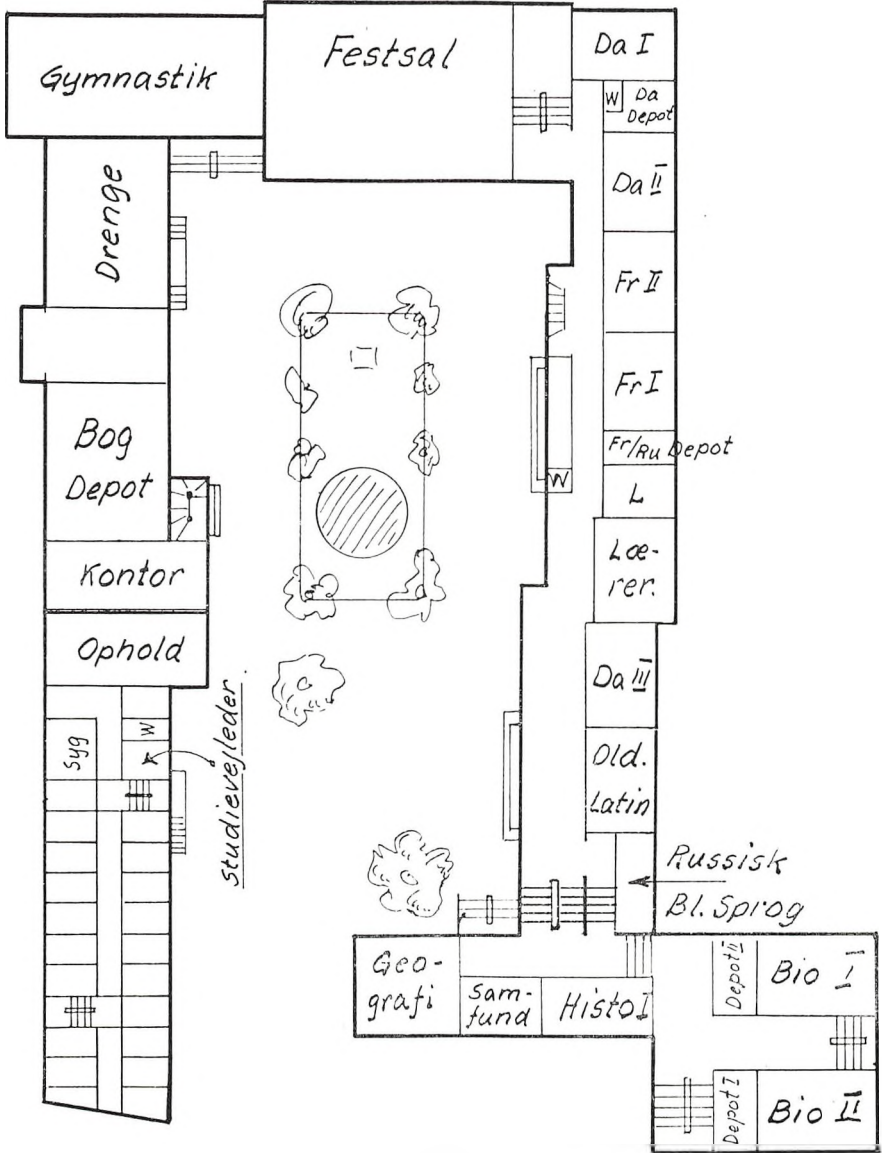 Gymnastik
Festsal
Da I
W
Da
Depot
Drenge
Da II
Fr II
Fr I
Bog
Depot
Fr/Ru Depot
W
L
Kontor
Læ-
rer.
Ophold
Da III
Syg
W
studievejleder
Old.
Latin
Russisk
Bl. Sprog
Geo-
grafi
Sam-
fund
Histo I
Depot II
Bio I
Depot I
Bio II